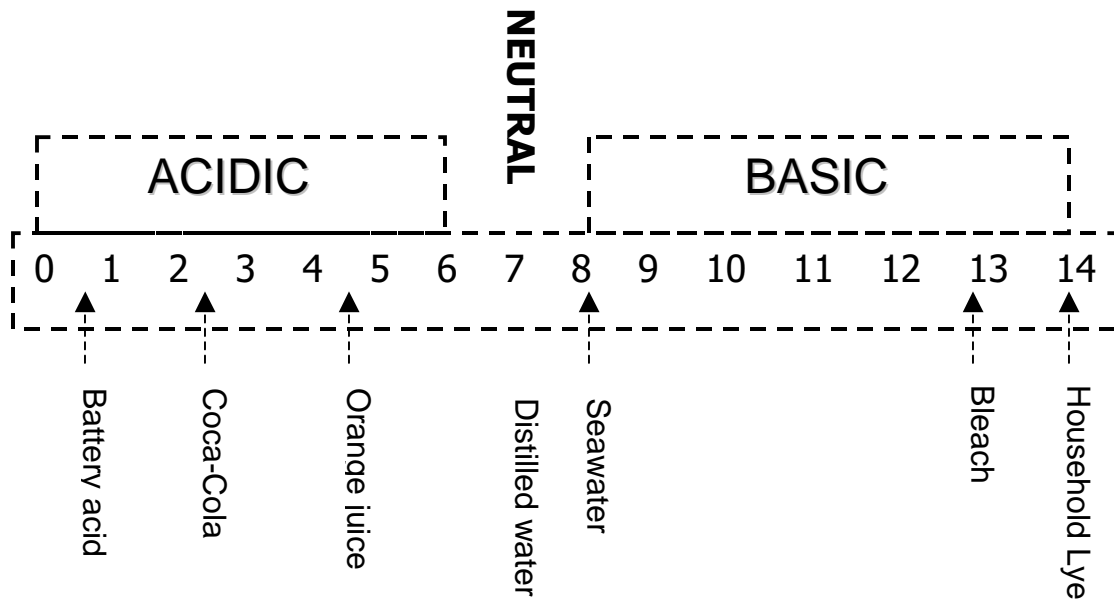 NEUTRAL
ACIDIC
BASIC
0 1 2 3 4 5 6 7 8 9 10 11 12 13 14
Battery acid
Coca-Cola
Orange juice
Distilled water
Seawater
Bleach
Household Lye